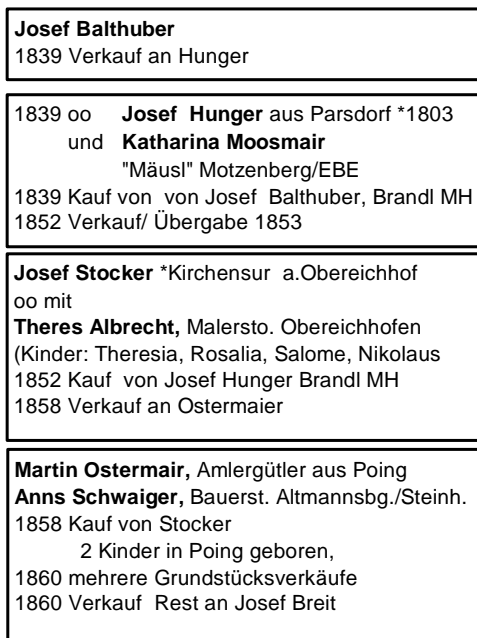 Josef Balthuber
1839 Verkauf an Hunger
1839 oo Josef Hunger aus Parsdorf *1803
und Katharina Moosmair
"Mäusl" Motzenberg/EBE
1839 Kauf von von Josef Balthuber, Brandl MH
1852 Verkauf/ Übergabe 1853
Josef Stocker *Kirchensur a.Obereichhof
oo mit
Theres Albrecht, Malersto. Obereichhofen
(Kinder: Theresia, Rosalia, Salome, Nikolaus
1852 Kauf von Josef Hunger Brandl MH
1858 Verkauf an Ostermaier
Martin Ostermair, Amlergütler aus Poing
Anns Schwaiger, Bauerst. Altmannsbg./Steinh.
1858 Kauf von Stocker
2 Kinder in Poing geboren,
1860 mehrere Grundstücksverkäufe
1860 Verkauf Rest an Josef Breit